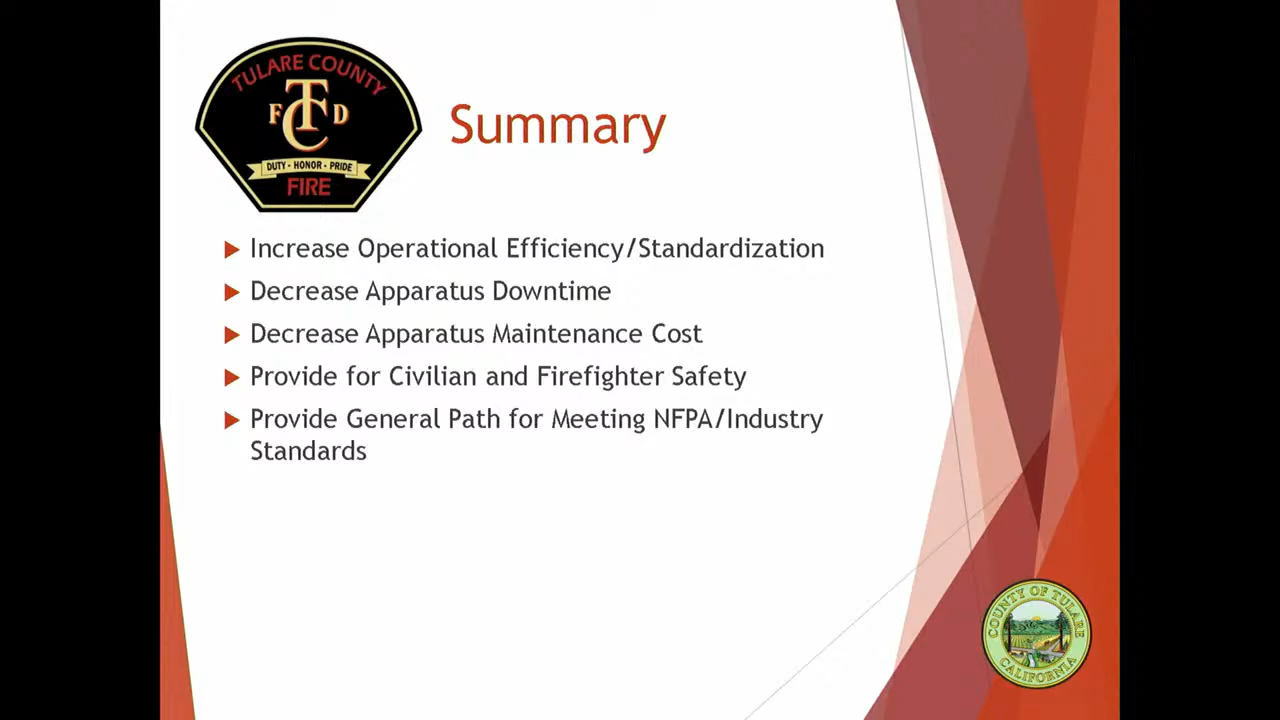 TULARE COUNTY
TC
F D
DUTY - HONOR - PRIDE
FIRE
Summary
Increase Operational Efficiency/Standardization
Decrease Apparatus Downtime
Decrease Apparatus Maintenance Cost
Provide for Civilian and Firefighter Safety
Provide General Path for Meeting NFPA/Industry
Standards
COUNTY OF TULARE
CALIFORNIA